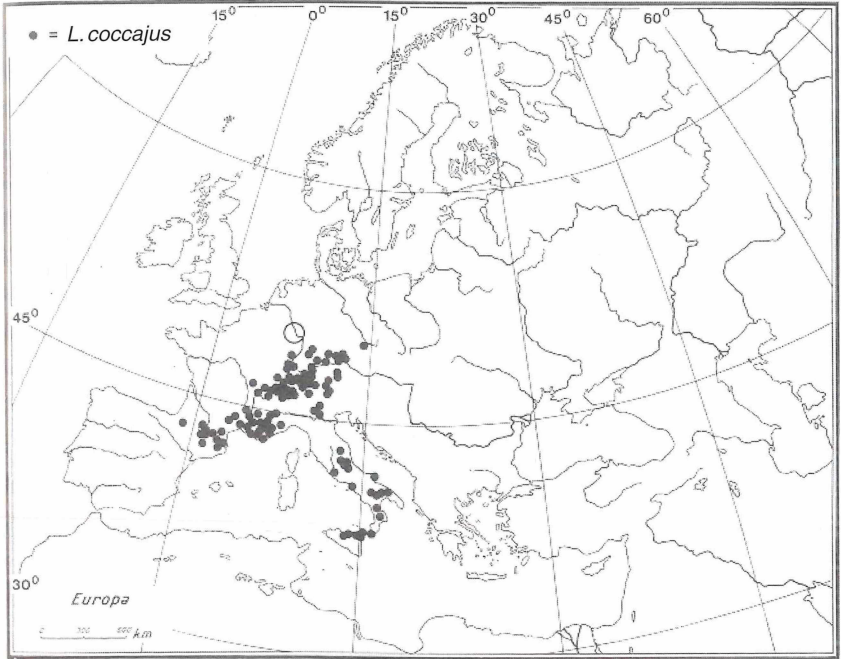 15⁰ 0⁰ 15⁰ 30⁰ 45⁰ 60⁰
● = L. coccajus
45⁰
30⁰
Europa
km